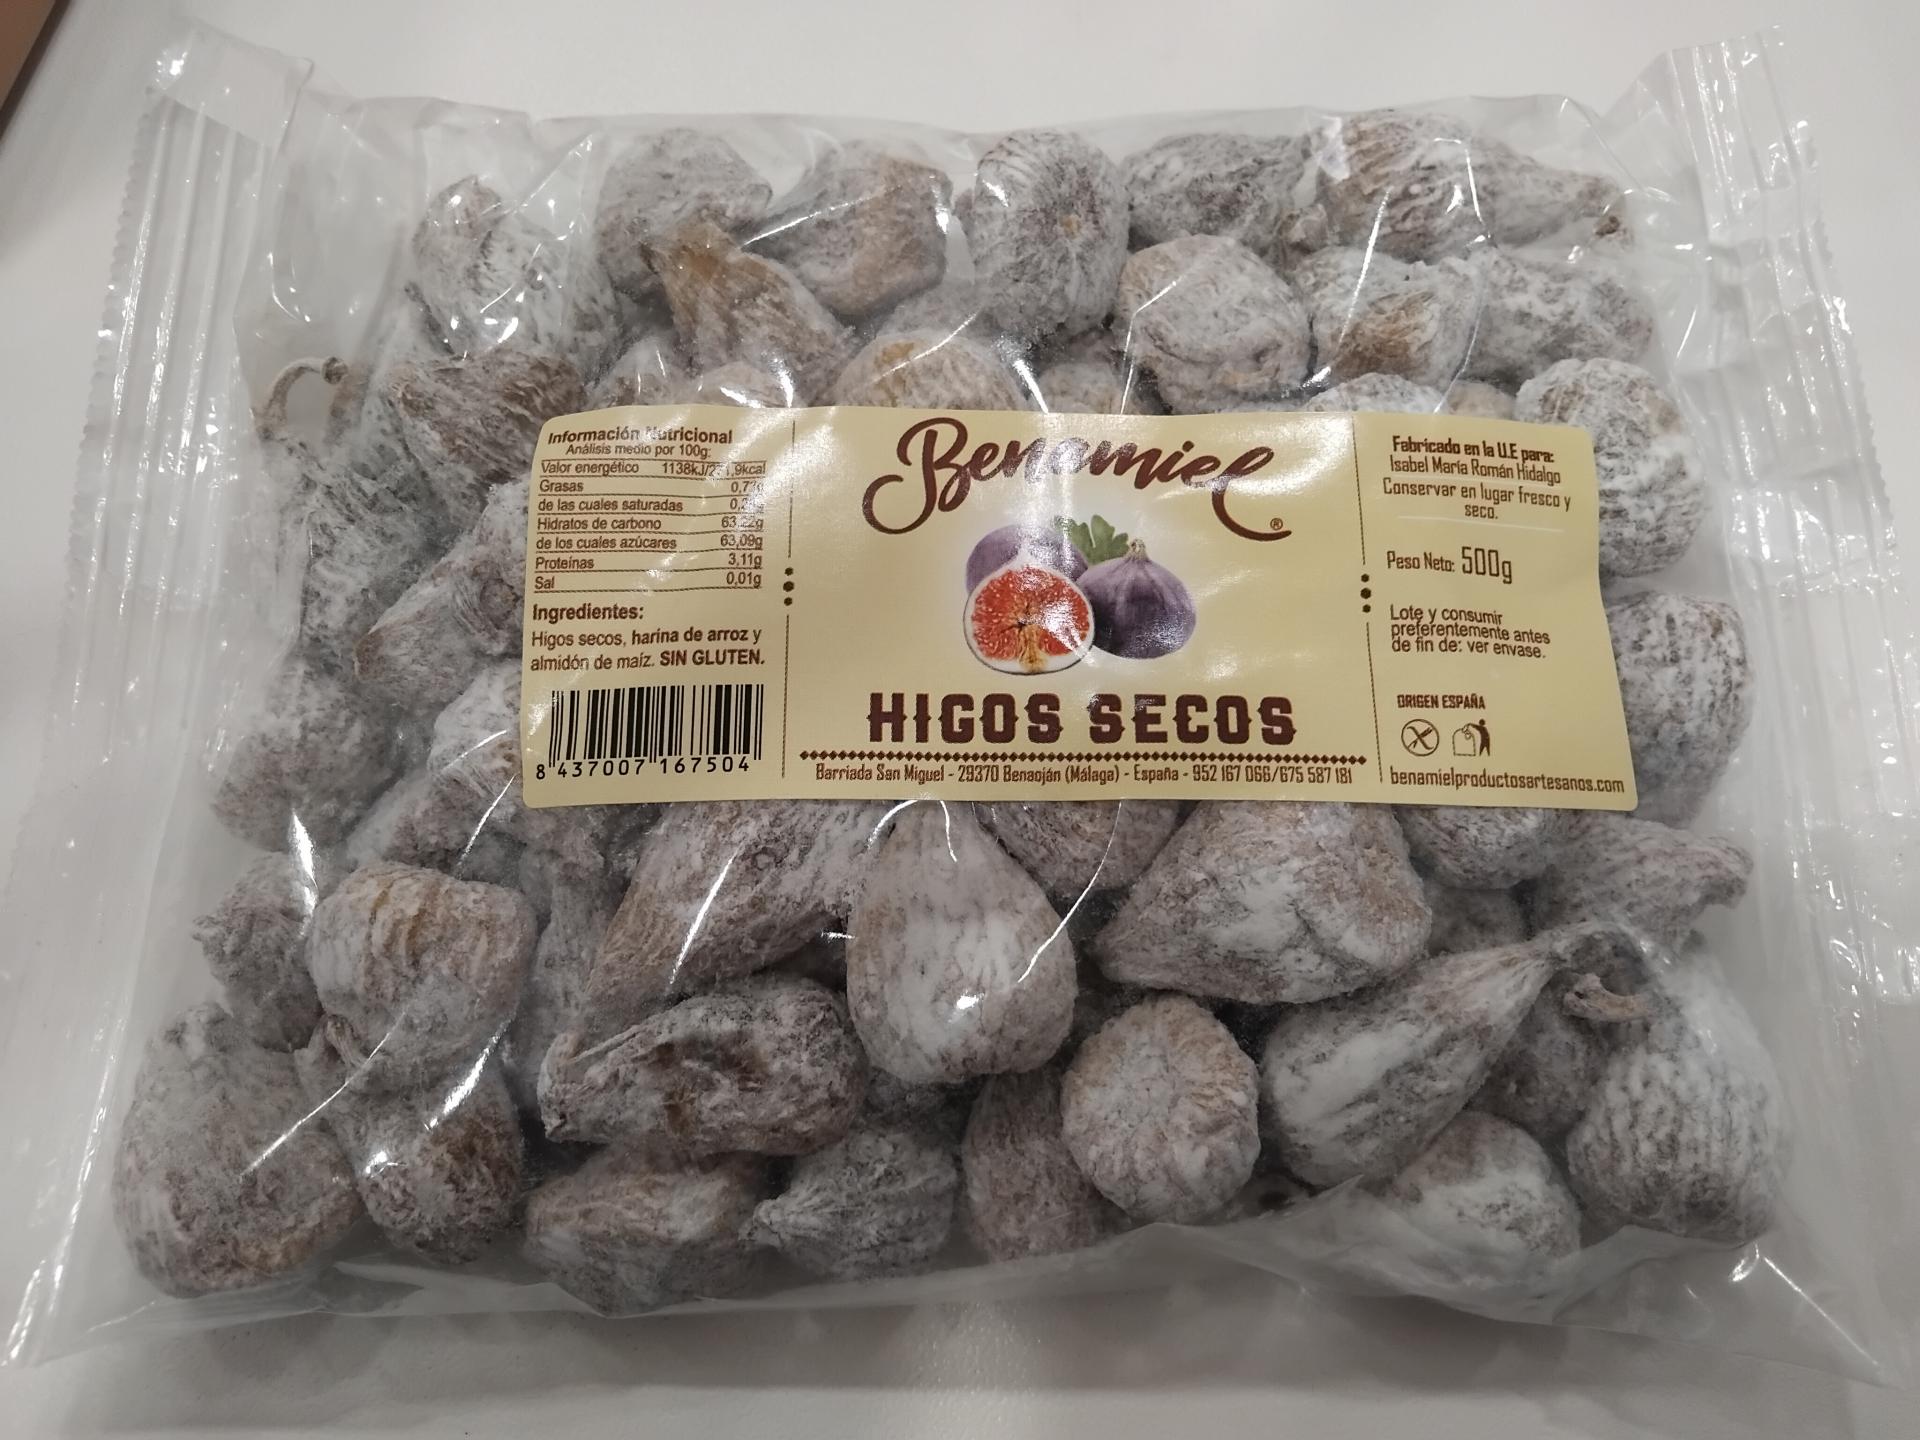 Información Nutricional
Análisis medio por 100g:
Valor energético 1138kJ/
Grasas
de las cuales saturadas
Hidratos de carbono
de los cuales azúcares 63,09g
Proteínas 3,11g
Sal 0,01g
Ingredientes:
Higos secos, harina de arroz y
almidón de maíz. SIN GLUTEN.
8 437007 167504
Benamiel ®
HIGOS SECOS
Barriada San Miguel - 29370 Benaoján (Málaga) - España - 952 167 066/675 587 181
Fabricado en la U.E para:
Isabel María Román Hidalgo
Conservar en lugar fresco y
seco.
Peso Neto: 500g
Lote y consumir
preferentemente antes
de fin de: ver envase.
ORIGEN ESPAÑA
benamielproductosartesanos.com